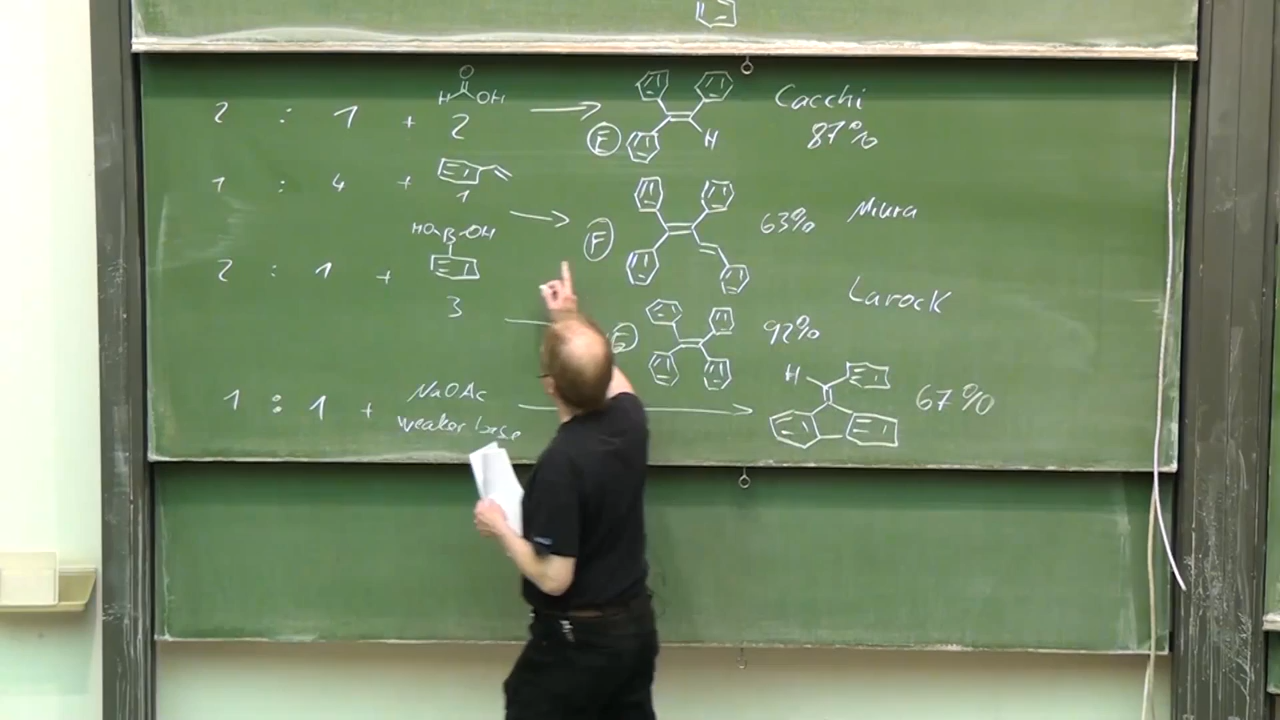 2 : 1 + H O OH 2 → E H Cacchi 87%
1 : 4 + 1 → F 63% Miura
2 : 1 + HO B OH 3 92% Larock
1 : 1 + NaOAc weaker base → H 67%